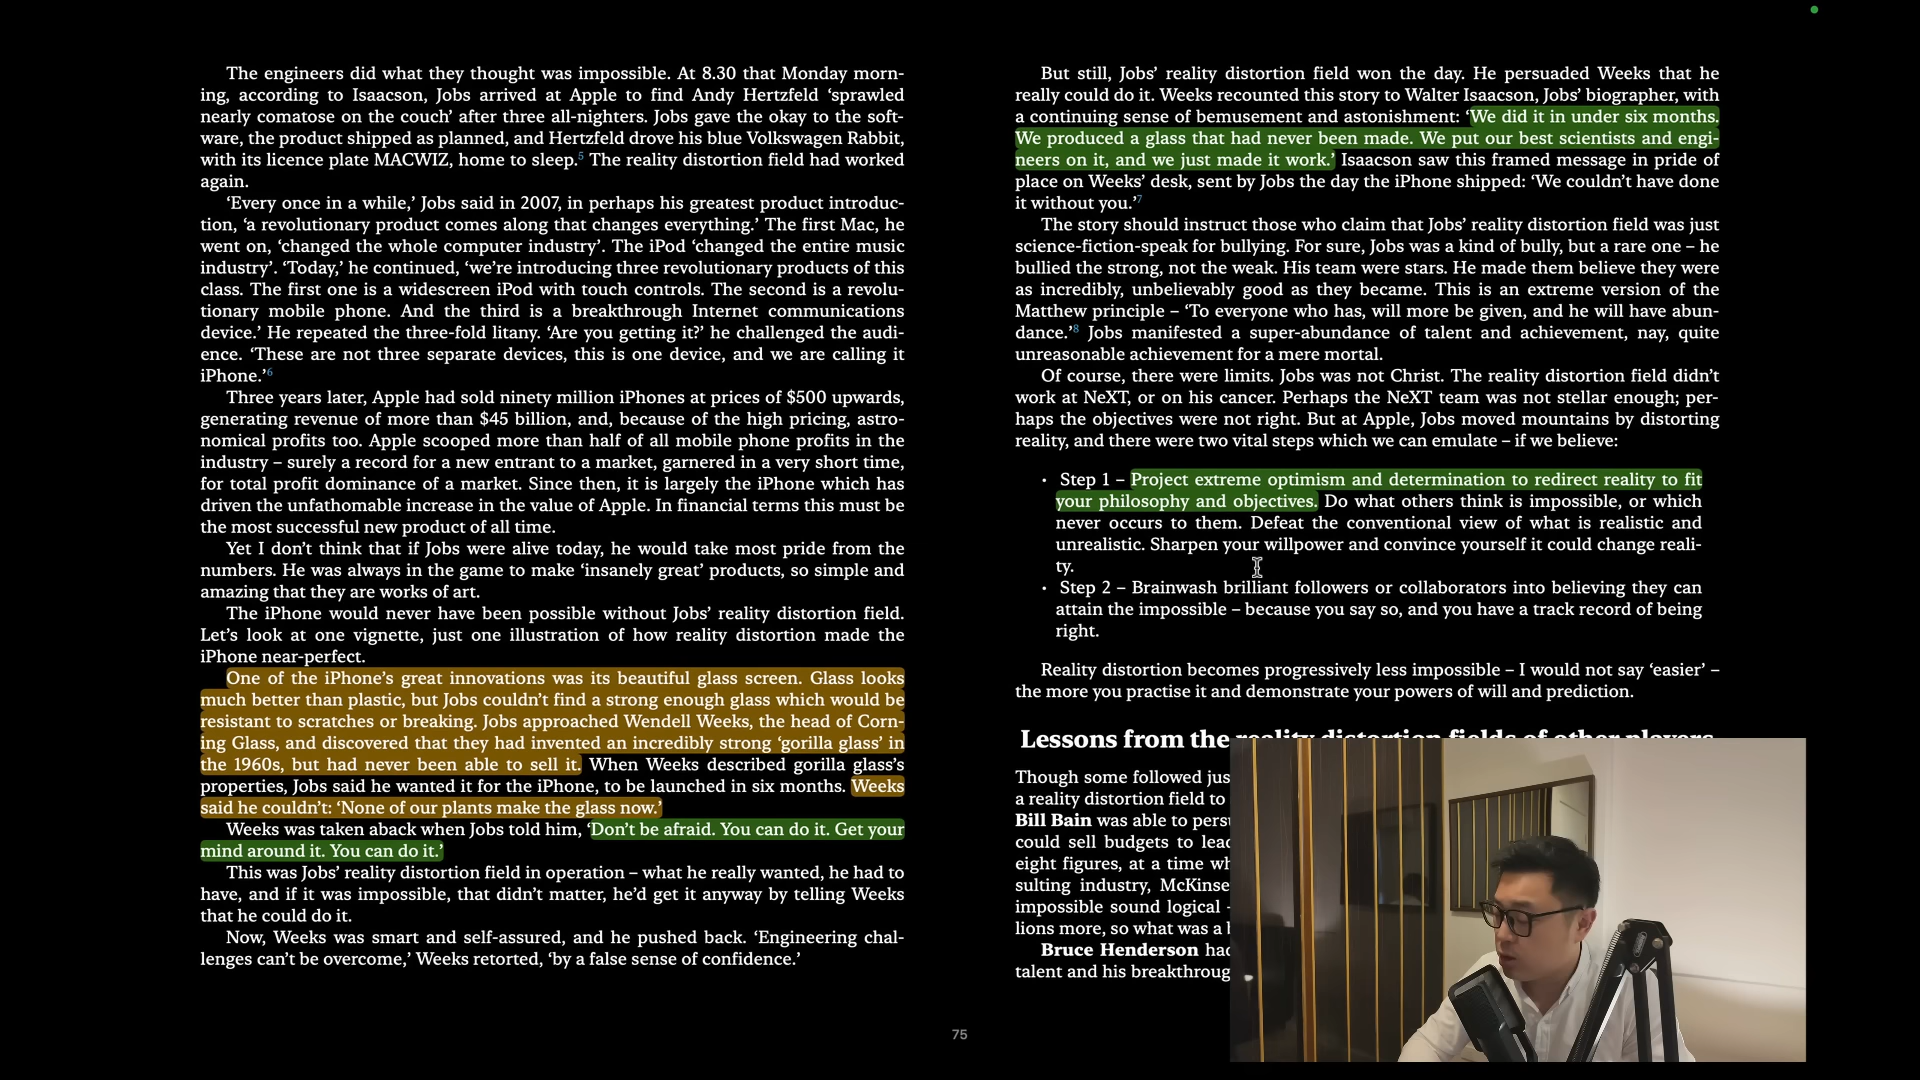 The engineers did what they thought was impossible. At 8.30 that Monday morn-
ing, according to Isaacson, Jobs arrived at Apple to find Andy Hertzfeld ‘sprawled
nearly comatose on the couch’ after three all-nighters. Jobs gave the okay to the soft-
ware, the product shipped as planned, and Hertzfeld drove his blue Volkswagen Rabbit,
with its licence plate MACWIZ, home to sleep.5 The reality distortion field had worked
again.
‘Every once in a while,’ Jobs said in 2007, in perhaps his greatest product introduc-
tion, ‘a revolutionary product comes along that changes everything.’ The first Mac, he
went on, ‘changed the whole computer industry’. The iPod ‘changed the entire music
industry’. ‘Today,’ he continued, ‘we’re introducing three revolutionary products of this
class. The first one is a widescreen iPod with touch controls. The second is a revolu-
tionary mobile phone. And the third is a breakthrough Internet communications
device.’ He repeated the three-fold litany. ‘Are you getting it?’ he challenged the audi-
ence. ‘These are not three separate devices, this is one device, and we are calling it
iPhone.’6
Three years later, Apple had sold ninety million iPhones at prices of $500 upwards,
generating revenue of more than $45 billion, and, because of the high pricing, astro-
nomical profits too. Apple scooped more than half of all mobile phone profits in the
industry – surely a record for a new entrant to a market, garnered in a very short time,
for total profit dominance of a market. Since then, it is largely the iPhone which has
driven the unfathomable increase in the value of Apple. In financial terms this must be
the most successful new product of all time.
Yet I don’t think that if Jobs were alive today, he would take most pride from the
numbers. He was always in the game to make ‘insanely great’ products, so simple and
amazing that they are works of art.
The iPhone would never have been possible without Jobs’ reality distortion field.
Let’s look at one vignette, just one illustration of how reality distortion made the
iPhone near-perfect.
One of the iPhone’s great innovations was its beautiful glass screen. Glass looks
much better than plastic, but Jobs couldn’t find a strong enough glass which would be
resistant to scratches or breaking. Jobs approached Wendell Weeks, the head of Corn-
ing Glass, and discovered that they had invented an incredibly strong ‘gorilla glass’ in
the 1960s, but had never been able to sell it. When Weeks described gorilla glass’s
properties, Jobs said he wanted it for the iPhone, to be launched in six months. Weeks
said he couldn’t: ‘None of our plants make the glass now.’
Weeks was taken aback when Jobs told him, ‘Don’t be afraid. You can do it. Get your
mind around it. You can do it.’
This was Jobs’ reality distortion field in operation – what he really wanted, he had to
have, and if it was impossible, that didn’t matter, he’d get it anyway by telling Weeks
that he could do it.
Now, Weeks was smart and self-assured, and he pushed back. ‘Engineering chal-
lenges can’t be overcome,’ Weeks retorted, ‘by a false sense of confidence.’
But still, Jobs’ reality distortion field won the day. He persuaded Weeks that he
really could do it. Weeks recounted this story to Walter Isaacson, Jobs’ biographer, with
a continuing sense of bemusement and astonishment: ‘We did it in under six months.
We produced a glass that had never been made. We put our best scientists and engi-
neers on it, and we just made it work.’ Isaacson saw this framed message in pride of
place on Weeks’ desk, sent by Jobs the day the iPhone shipped: ‘We couldn’t have done
it without you.’7
The story should instruct those who claim that Jobs’ reality distortion field was just
science-fiction-speak for bullying. For sure, Jobs was a kind of bully, but a rare one – he
bullied the strong, not the weak. His team were stars. He made them believe they were
as incredibly, unbelievably good as they became. This is an extreme version of the
Matthew principle – ‘To everyone who has, will more be given, and he will have abun-
dance.’8 Jobs manifested a super-abundance of talent and achievement, nay, quite
unreasonable achievement for a mere mortal.
Of course, there were limits. Jobs was not Christ. The reality distortion field didn’t
work at NeXT, or on his cancer. Perhaps the NeXT team was not stellar enough; per-
haps the objectives were not right. But at Apple, Jobs moved mountains by distorting
reality, and there were two vital steps which we can emulate – if we believe:
• Step 1 – Project extreme optimism and determination to redirect reality to fit
your philosophy and objectives. Do what others think is impossible, or which
never occurs to them. Defeat the conventional view of what is realistic and
unrealistic. Sharpen your willpower and convince yourself it could change reali-
ty.
• Step 2 – Brainwash brilliant followers or collaborators into believing they can
attain the impossible – because you say so, and you have a track record of being
right.
Reality distortion becomes progressively less impossible – I would not say ‘easier’ –
the more you practise it and demonstrate your powers of will and prediction.
Lessons from the reality distortion fields of other players
Though some followed jus
a reality distortion field to
Bill Bain was able to pers
could sell budgets to lead
eight figures, at a time wh
sulting industry, McKinse
impossible sound logical –
lions more, so what was a
Bruce Henderson had
talent and his breakthroug
75